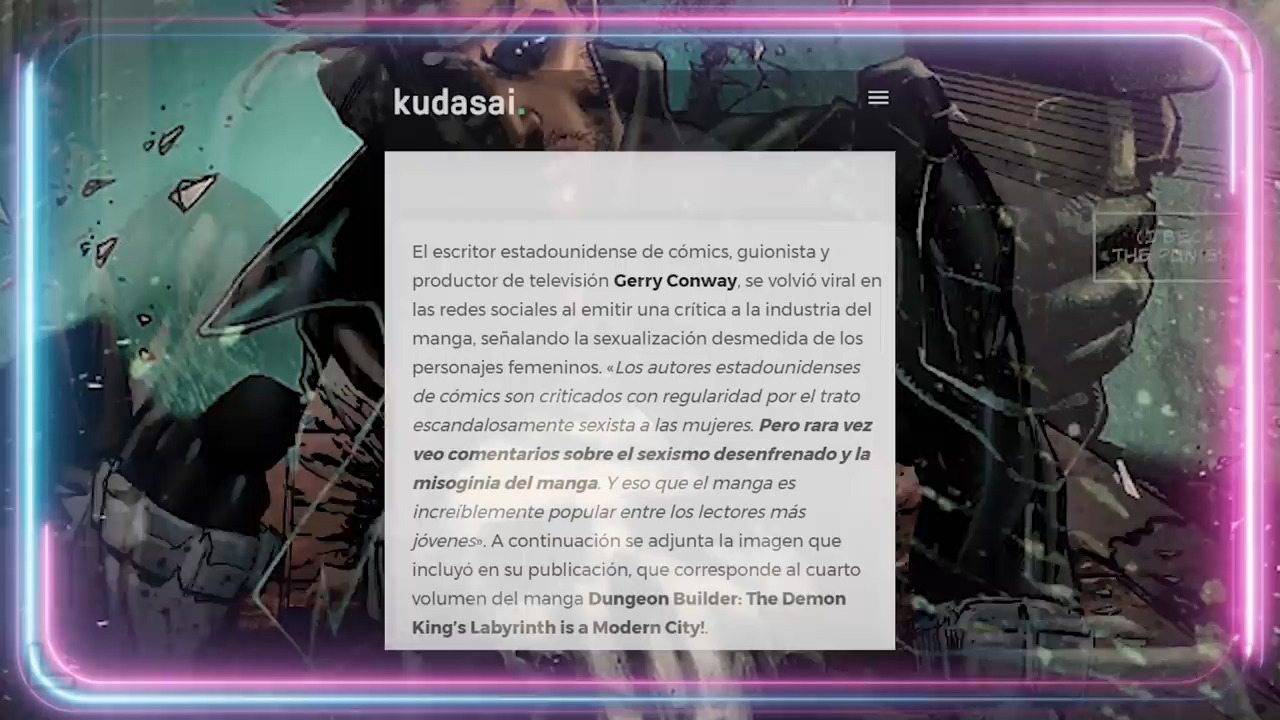 kudasai.
(I BECA
THE PUNISH
El escritor estadounidense de cómics, guionista y
productor de televisión Gerry Conway, se volvió viral en
las redes sociales al emitir una crítica a la industria del
manga, señalando la sexualización desmedida de los
personajes femeninos. «Los autores estadounidenses
de cómics son criticados con regularidad por el trato
escandalosamente sexista a las mujeres. Pero rara vez
veo comentarios sobre el sexismo desenfrenado y la
misoginia del manga. Y eso que el manga es
increíblemente popular entre los lectores más
jóvenes». A continuación se adjunta la imagen que
incluyó en su publicación, que corresponde al cuarto
volumen del manga Dungeon Builder: The Demon
King’s Labyrinth is a Modern City!.